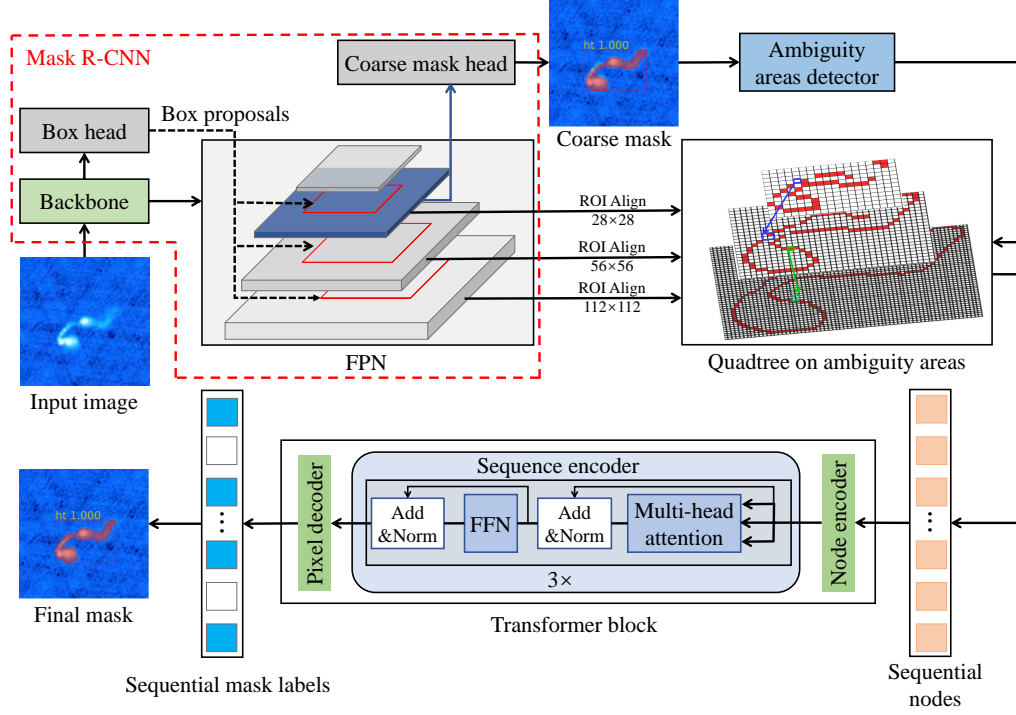 Mask R-CNN
ht 1.000
Coarse mask head
Ambiguity
areas detector
Box proposals
Box head
Coarse mask
Backbone
ROI Align
28×28
ROI Align
56×56
ROI Align
112×112
FPN
Quadtree on ambiguity areas
Input image
Sequence encoder
Pixel decoder
Add
&Norm
FFN
Add
&Norm
Multi-head
attention
Node encoder
3×
ht 1.000
Final mask
Transformer block
Sequential mask labels
Sequential
nodes